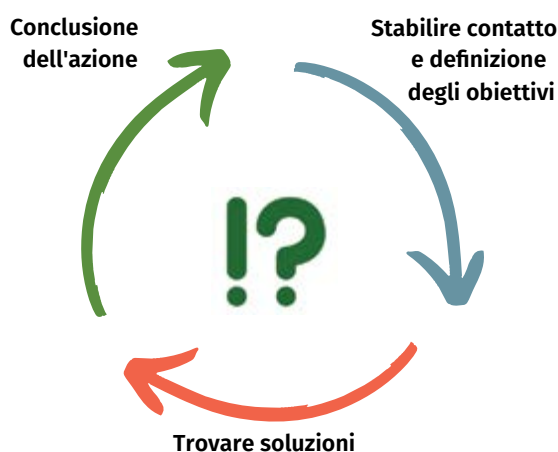 Conclusione
dell'azione
Stabilire contatto
e definizione
degli obiettivi
!?
Trovare soluzioni